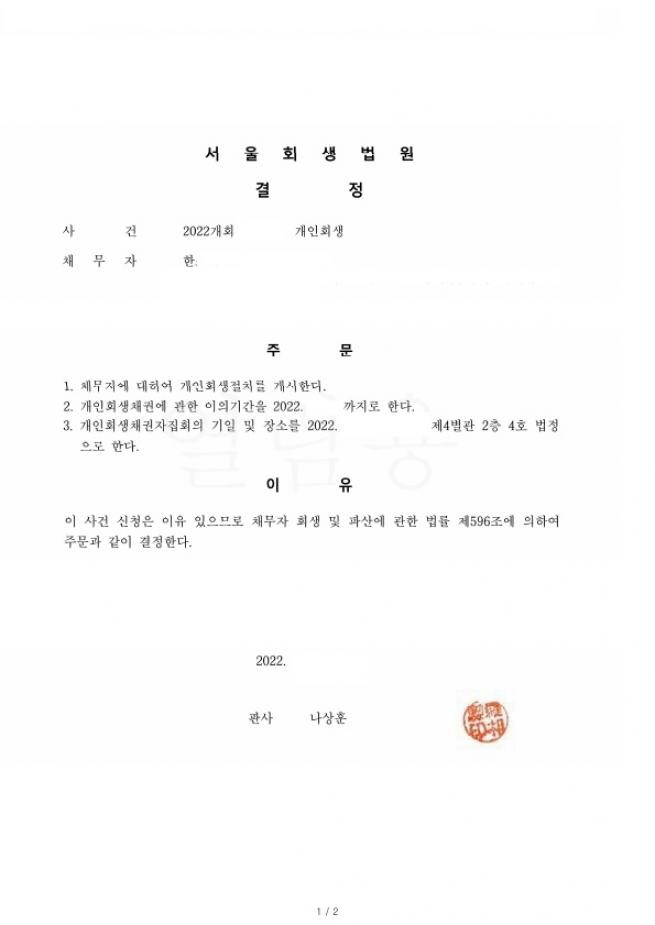 서 울 회 생 법 원
결 정
사 건 2022개회 개인회생
채 무 자 한
주 문
1. 채무자에 대하여 개인회생절차를 개시한다.
2. 개인회생채권에 관한 이의기간을 2022. 까지로 한다.
3. 개인회생채권자집회의 기일 및 장소를 2022. 제4별관 2층 4호 법정
으로 한다.
열람용
이 유
이 사건 신청은 이유 있으므로 채무자 회생 및 파산에 관한 법률 제596조에 의하여
주문과 같이 결정한다.
2022.
판사 나상훈
1 / 2